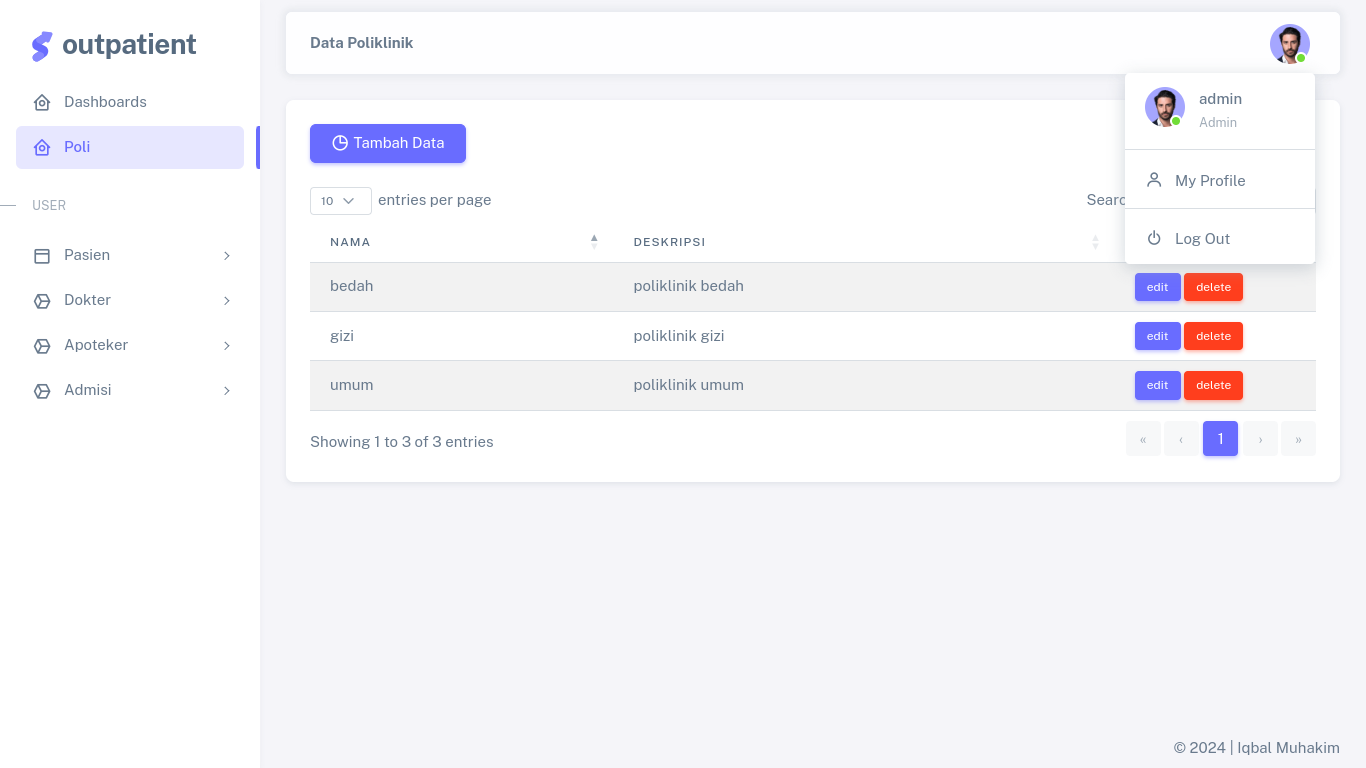 outpatient
Dashboards
Poli
USER
Pasien
Dokter
Apoteker
Admisi
Data Poliklinik
admin
Admin
My Profile
Log Out
Tambah Data
10 entries per page
NAMA DESKRIPSI
bedah poliklinik bedah edit delete
gizi poliklinik gizi edit delete
umum poliklinik umum edit delete
Showing 1 to 3 of 3 entries
« ‹ 1 › »
© 2024 | Iqbal Muhakim